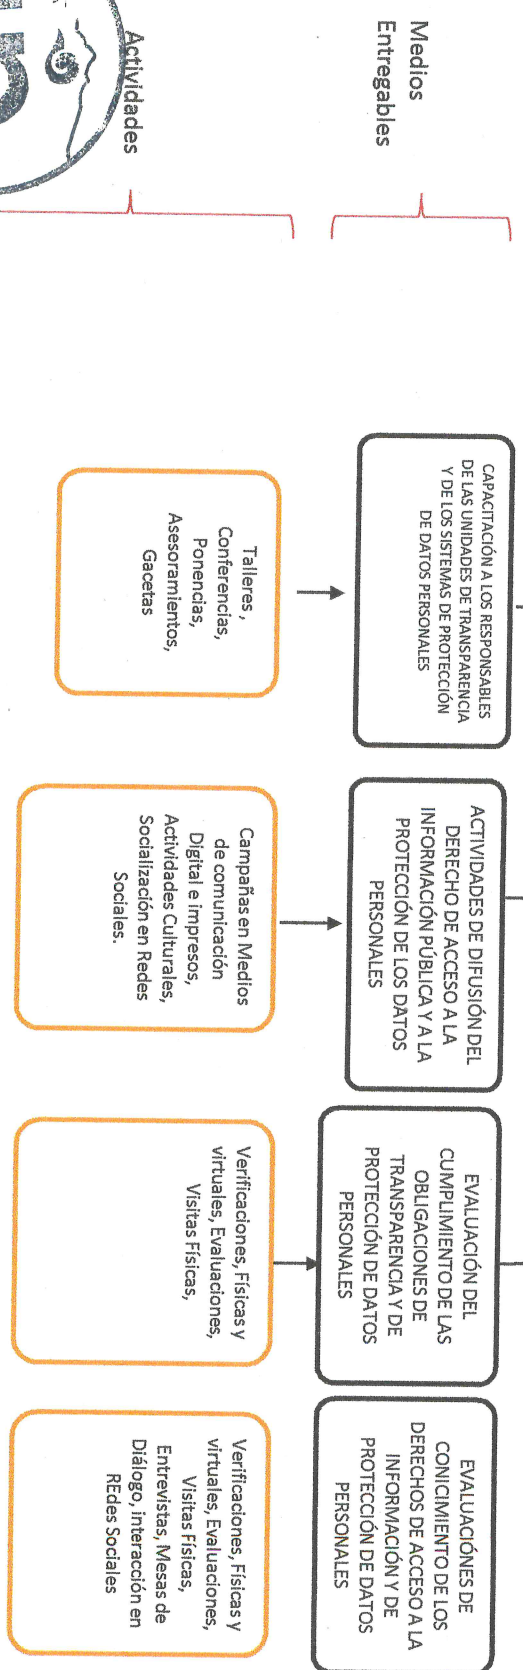 Medios
Entregables
CAPACITACIÓN A LOS RESPONSABLES
DE LAS UNIDADES DE TRANSPARENCIA
Y DE LOS SISTEMAS DE PROTECCIÓN
DE DATOS PERSONALES
ACTIVIDADES DE DIFUSIÓN DEL
DERECHO DE ACCESO A LA
INFORMACIÓN PÚBLICA Y A LA
PROTECCIÓN DE LOS DATOS
PERSONALES
EVALUACIÓN DEL
CUMPLIMIENTO DE LAS
OBLIGACIONES DE
TRANSPARENCIA Y DE
PROTECCIÓN DE DATOS
PERSONALES
EVALUACIÓNES DE
CONICIMIENTO DE LOS
DERECHOS DE ACCESO A LA
INFORMACIÓN Y DE
PROTECCIÓN DE DATOS
PERSONALES
Actividades
Talleres ,
Conferencias,
Ponencias,
Asesoramientos,
Gacetas
Campañas en Medios
de comunicación
Digital e impresos,
Actividades Culturales,
Socialización en Redes
Sociales.
Verificaciones, Físicas y
virtuales, Evaluaciones,
Visitas Físicas,
Verificaciones, Físicas y
virtuales, Evaluaciones,
Visitas Físicas,
Entrevistas, Mesas de
Diálogo, interacción en
REdes Sociales